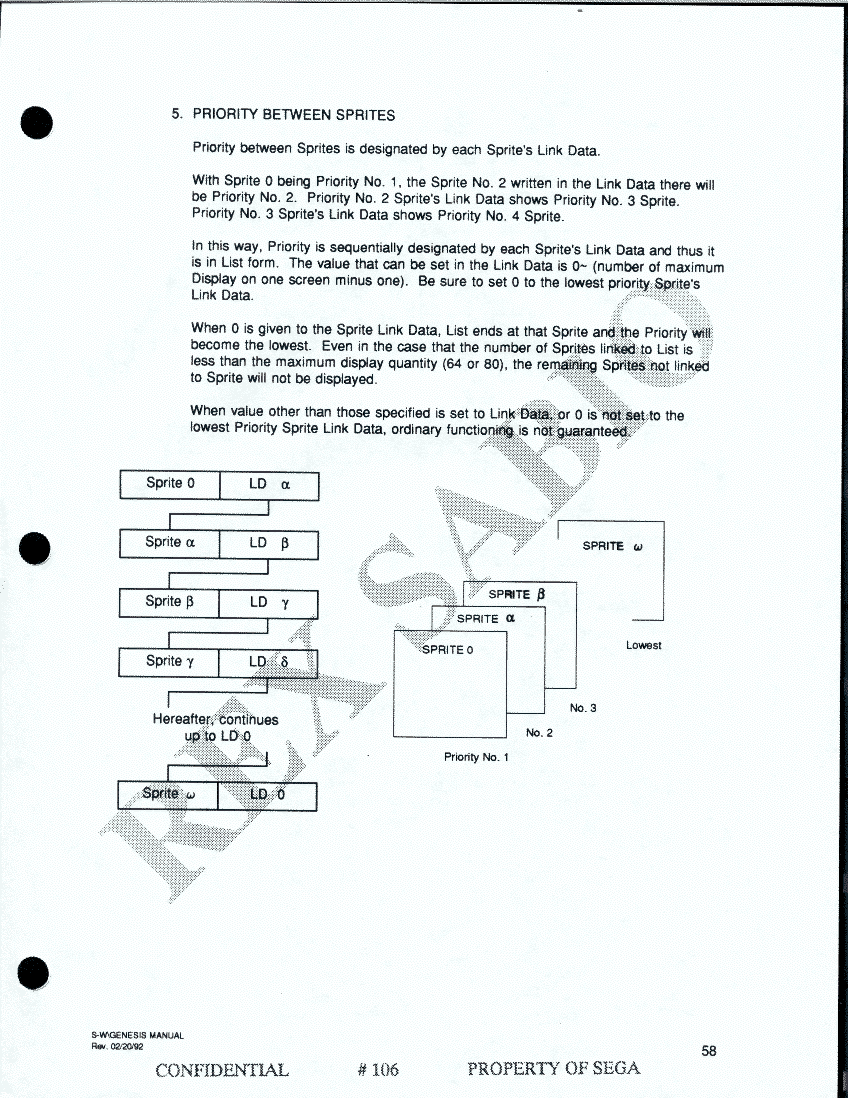 5. PRIORITY BETWEEN SPRITES
Priority between Sprites is designated by each Sprite's Link Data.
With Sprite 0 being Priority No. 1, the Sprite No. 2 written in the Link Data there will
be Priority No. 2. Priority No. 2 Sprite's Link Data shows Priority No. 3 Sprite.
Priority No. 3 Sprite's Link Data shows Priority No. 4 Sprite.
In this way, Priority is sequentially designated by each Sprite's Link Data and thus it
is in List form. The value that can be set in the Link Data is 0~ (number of maximum
Display on one screen minus one). Be sure to set 0 to the lowest priority Sprite's
Link Data.
When 0 is given to the Sprite Link Data, List ends at that Sprite and the Priority will
become the lowest. Even in the case that the number of Sprites linked to List is
less than the maximum display quantity (64 or 80), the remaining Sprites not linked
to Sprite will not be displayed.
When value other than those specified is set to Link Data, or 0 is not set to the
lowest Priority Sprite Link Data, ordinary functioning is not guaranteed.
Sprite 0 LD α
Sprite α LD β
Sprite β LD γ
Sprite γ LD δ
Hereafter, continues
up to LD 0
Sprite ω LD 0
SPRITE ω
SPRITE β
SPRITE α
SPRITE 0
Lowest
No. 3
No. 2
Priority No. 1
REX SABIO
S-W\GENESIS MANUAL
Rev. 02/20/92
58
CONFIDENTIAL # 106 PROPERTY OF SEGA